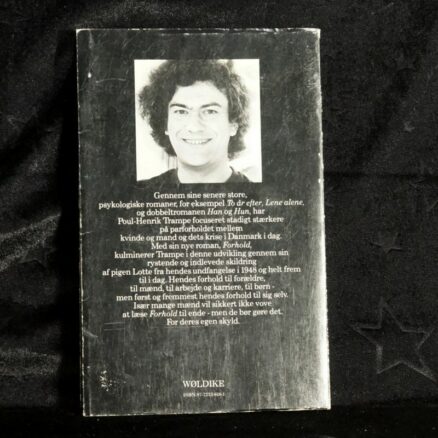 Gennem sine senere store,
psykologiske romaner, for eksempel To år efter, Lene alene,
og dobbeltromanen Han og Hun, har
Poul-Henrik Trampe focuseret stadigt stærkere
på parforholdet mellem
kvinde og mand og dets krise i Danmark i dag.
Med sin nye roman, Forhold,
kulminerer Trampe i denne udvikling gennem sin
rystende og indlevede skildring
af pigen Lotte fra hendes undfangelse i 1948 og helt frem
til i dag. Hendes forhold til forældre,
til mænd, til arbejde og karriere, til børn -
men først og fremmest hendes forhold til sig selv.
Især mange mænd vil sikkert ikke vove
at læse Forhold til ende - men de bør gøre det.
For deres egen skyld.
WØLDIKE